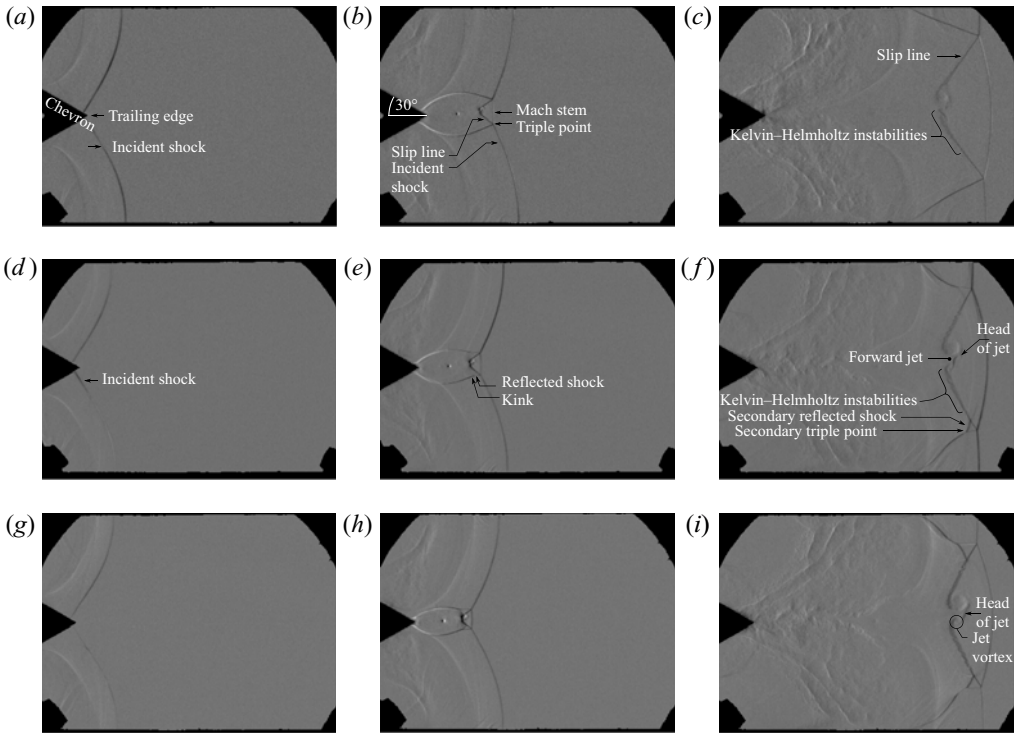 (a)
Chevron
Trailing edge
Incident shock
(b)
30°
Mach stem
Triple point
Slip line
Incident
shock
(c)
Slip line
Kelvin–Helmholtz instabilities
(d)
Incident shock
(e)
Reflected shock
Kink
(f)
Head
of jet
Forward jet
Kelvin–Helmholtz instabilities
Secondary reflected shock
Secondary triple point
(g)
(h)
(i)
Head
of jet
Jet
vortex